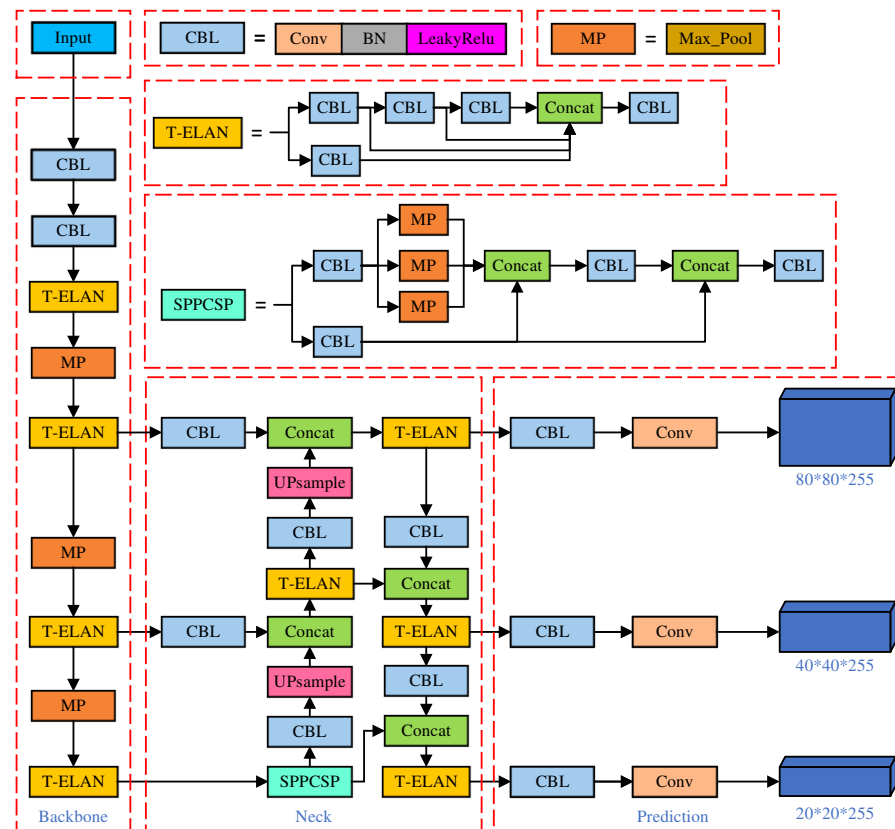 Input
CBL = Conv BN LeakyRelu
MP = Max_Pool
T-ELAN = CBL CBL CBL Concat CBL
CBL
SPPCSP = CBL MP MP MP Concat CBL Concat CBL
CBL
CBL
CBL
T-ELAN
MP
T-ELAN CBL Concat T-ELAN CBL Conv
80*80*255
UPsample
CBL CBL
MP
T-ELAN Concat
T-ELAN CBL Concat T-ELAN CBL Conv
40*40*255
UPsample CBL
MP
CBL Concat
T-ELAN SPPCSP T-ELAN CBL Conv
20*20*255
Backbone Neck Prediction